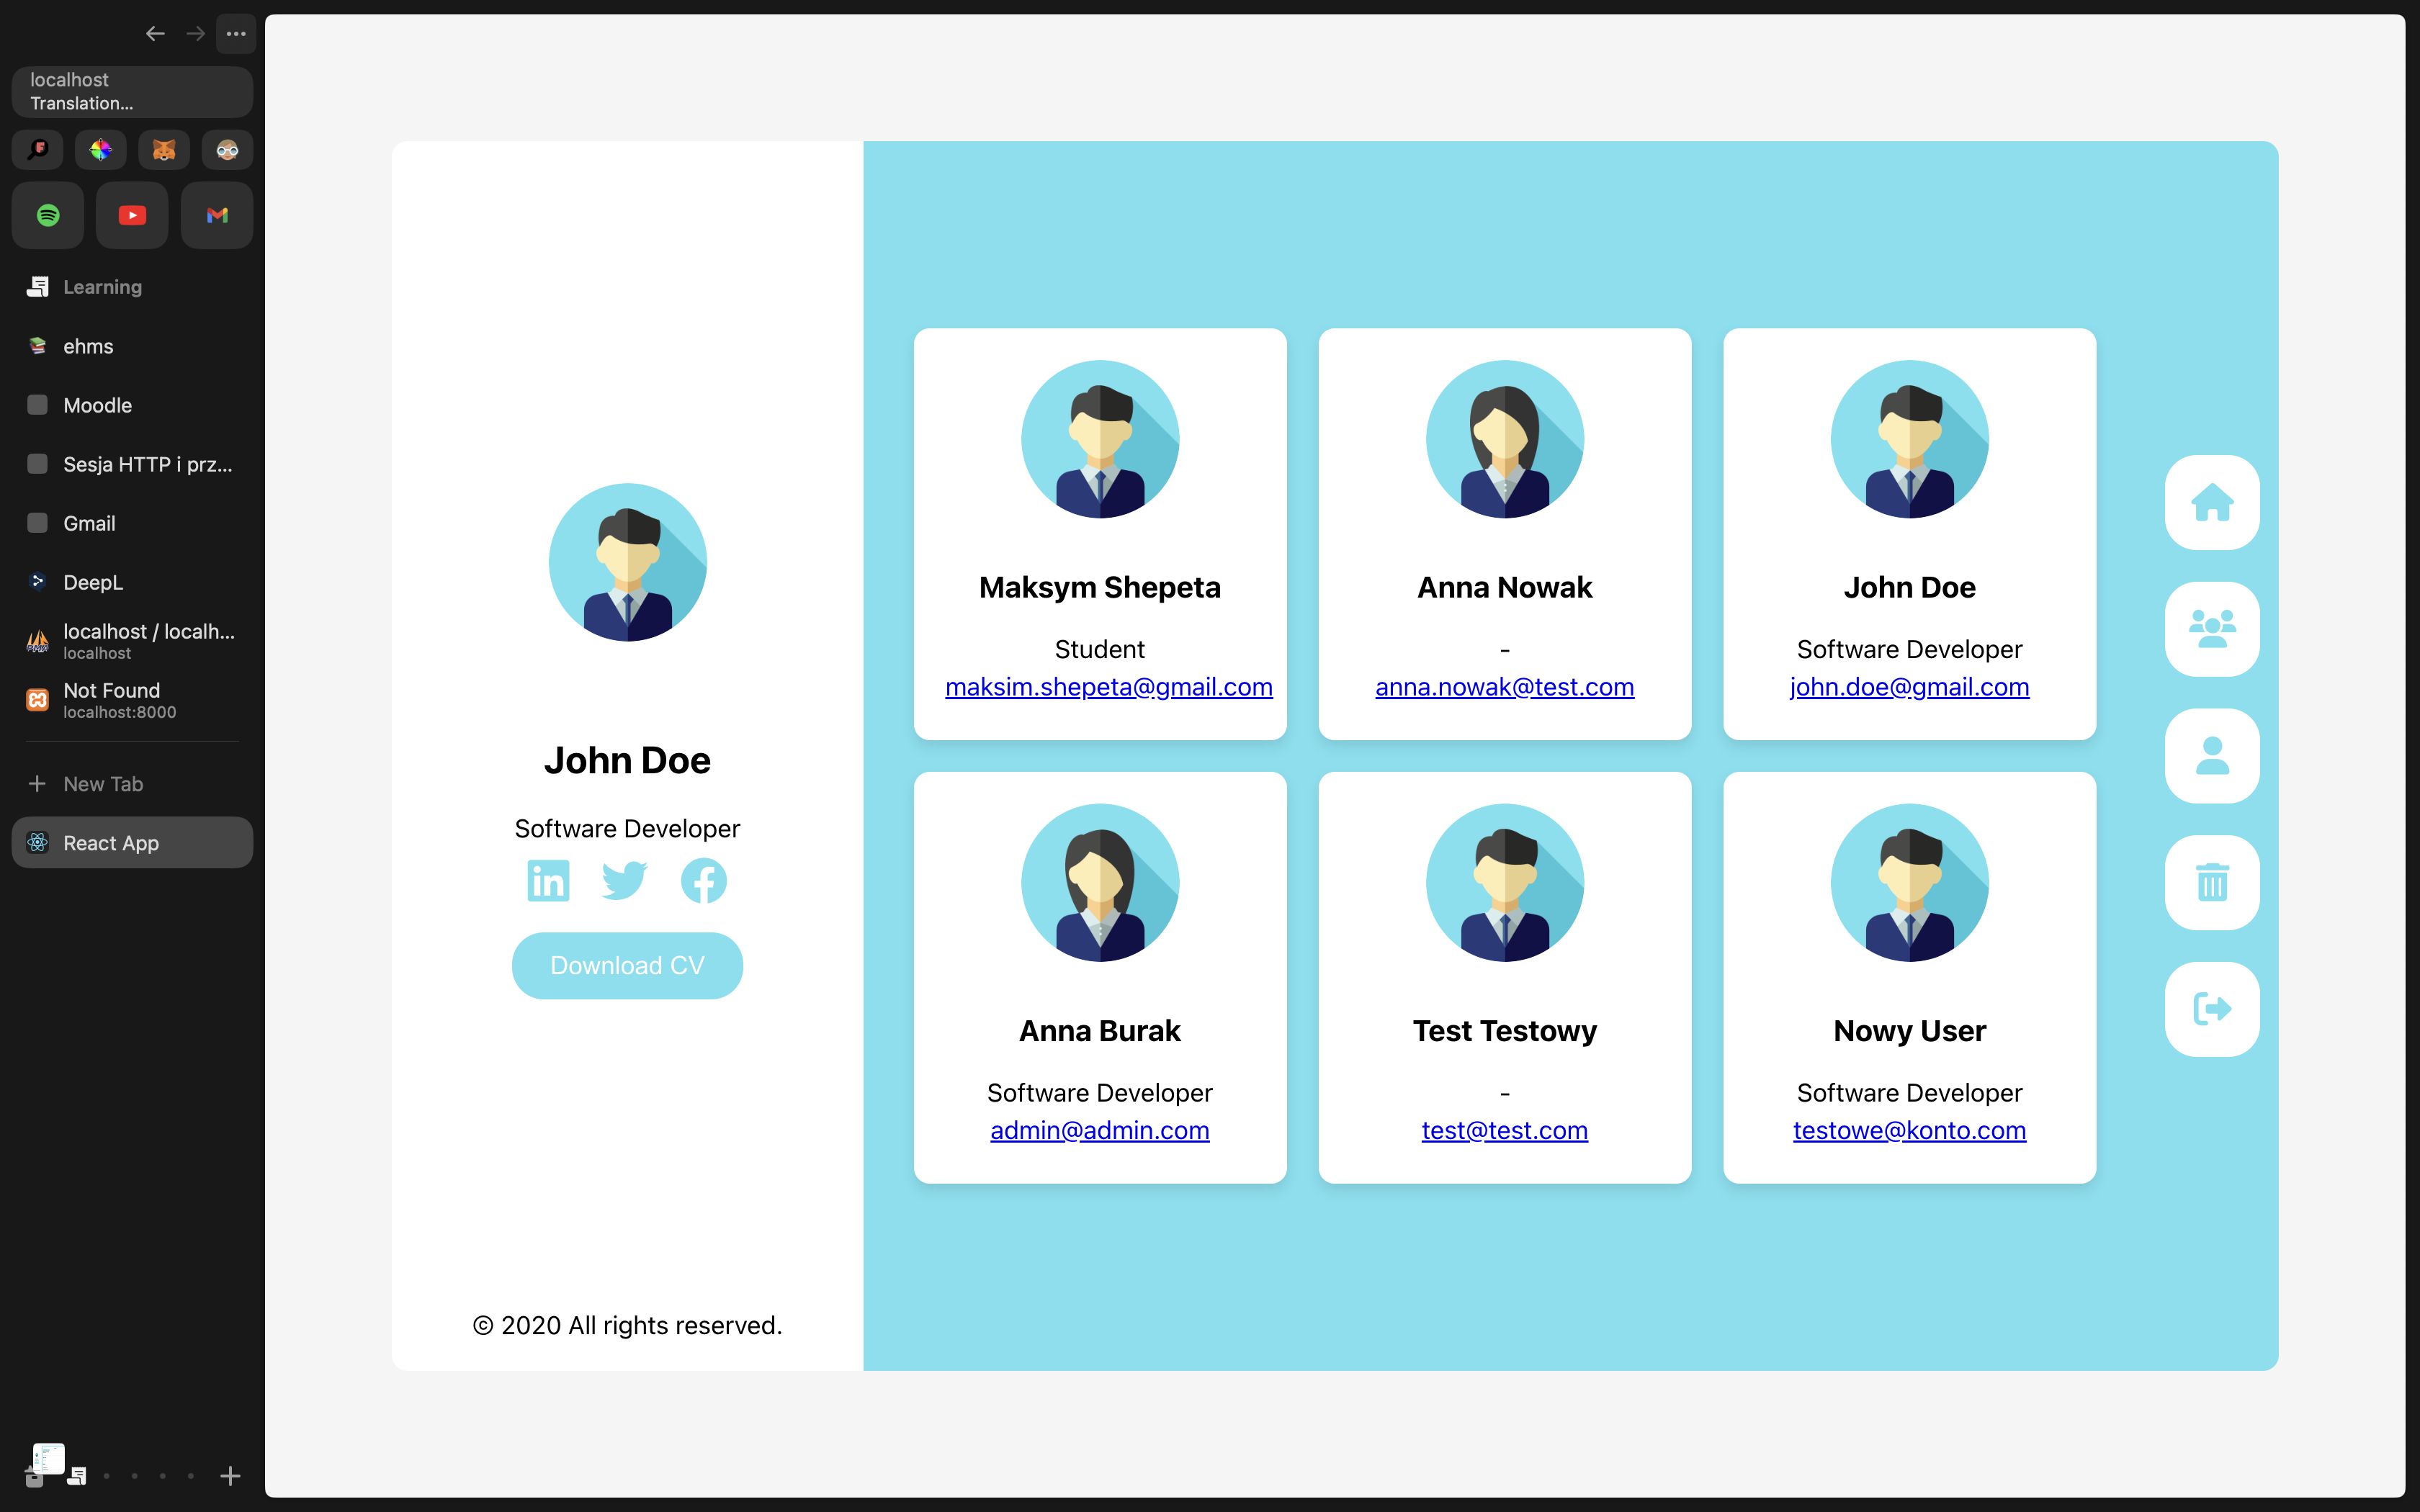 localhost
Translation...
Learning
ehms
Moodle
Sesja HTTP i prz...
Gmail
DeepL
localhost / localh...
localhost
Not Found
localhost:8000
New Tab
React App
John Doe
Software Developer
Download CV
© 2020 All rights reserved.
Maksym Shepeta
Student
maksim.shepeta@gmail.com
Anna Nowak
-
anna.nowak@test.com
John Doe
Software Developer
john.doe@gmail.com
Anna Burak
Software Developer
admin@admin.com
Test Testowy
-
test@test.com
Nowy User
Software Developer
testowe@konto.com